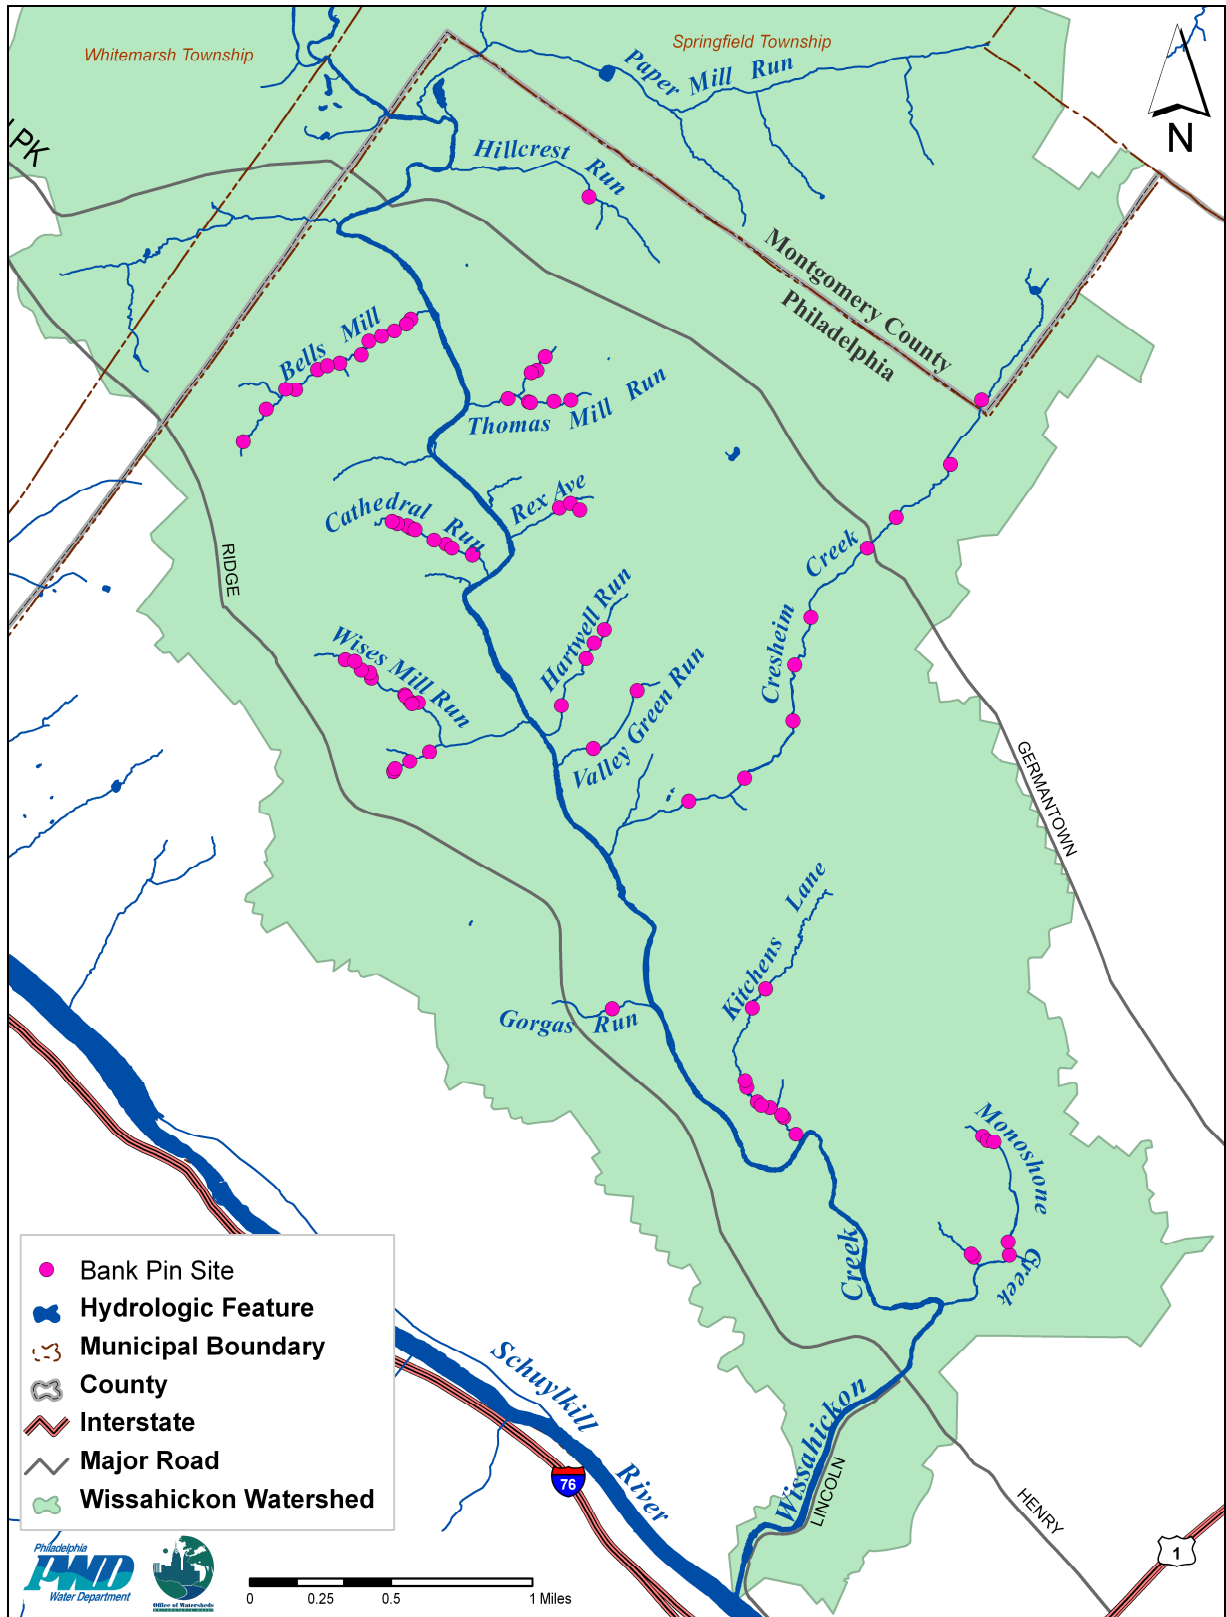 Whitemarsh Township
Springfield Township
Paper Mill Run
N
LPK
Hillcrest Run
Montgomery County
Philadelphia
Bells Mill
Thomas Mill Run
Rex Ave
Cathedral Run
RIDGE
Creek
Cresheim
Hartwell Run
Wises Mill Run
Valley Green Run
GERMANTOWN
Kitchens Lane
Gorgas Run
Monoshone
Creek
Creek
Wissahickon
LINCOLN
HENRY
Schuylkill River
76
1
Bank Pin Site
Hydrologic Feature
Municipal Boundary
County
Interstate
Major Road
Wissahickon Watershed
Philadelphia
PWD
Water Department
Office of Watersheds
0 0.25 0.5 1 Miles